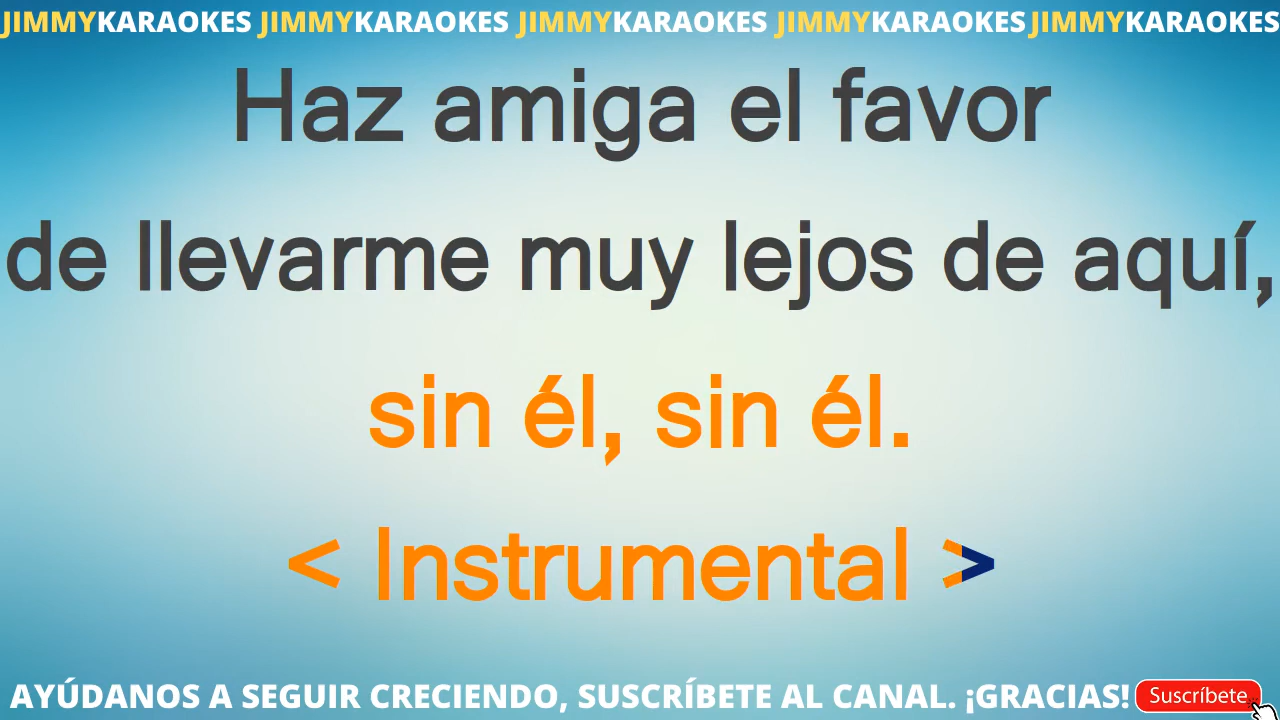 JIMMYKARAOKES JIMMYKARAOKES JIMMYKARAOKES JIMMYKARAOKES JIMMYKARAOKES
Haz amiga el favor
de llevarme muy lejos de aquí,
sin él, sin él.
< Instrumental >
AYÚDANOS A SEGUIR CRECIENDO, SUSCRÍBETE AL CANAL. ¡GRACIAS! Suscríbete